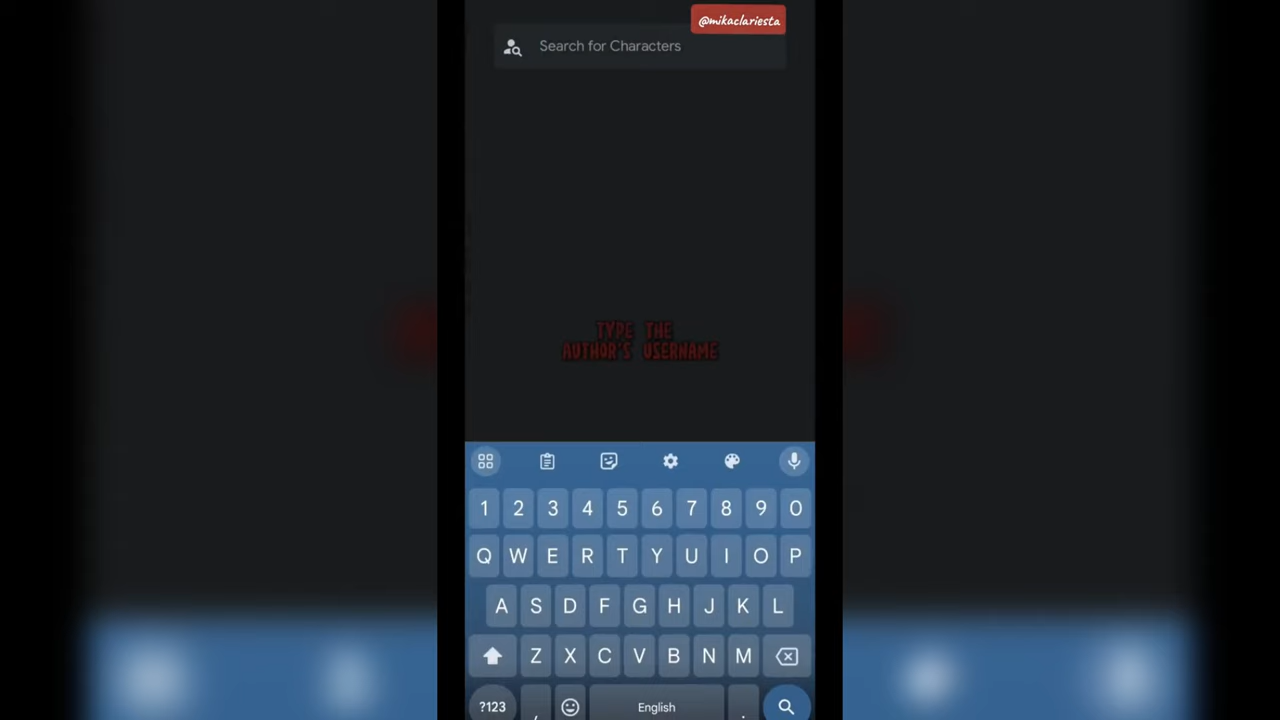 @mikaclariesta
Search for Characters
TYPE THE
AUTHOR'S USERNAME
1 2 3 4 5 6 7 8 9 0
Q W E R T Y U I O P
A S D F G H J K L
Z X C V B N M
?123 , English .